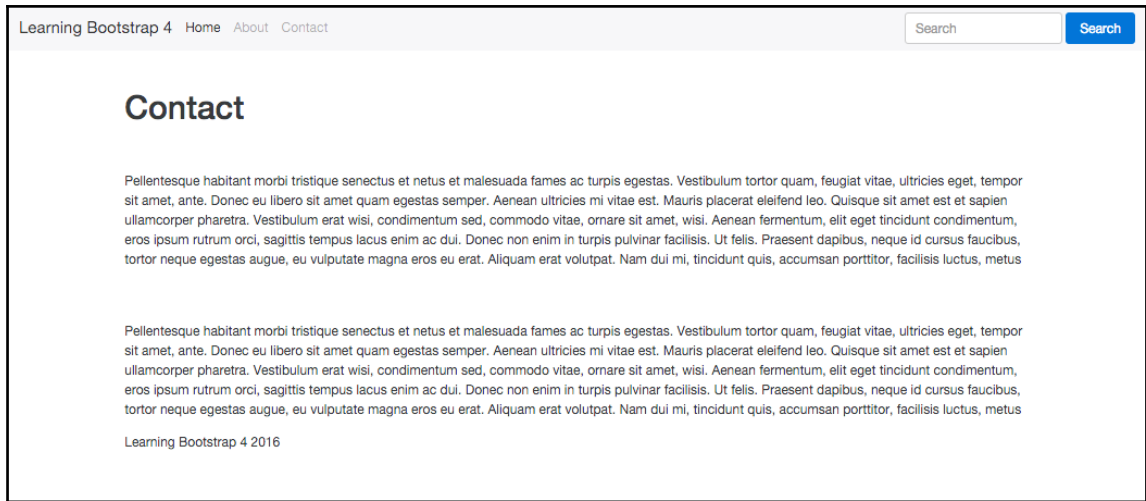 Learning Bootstrap 4 Home About Contact Search Search
Contact
Pellentesque habitant morbi tristique senectus et netus et malesuada fames ac turpis egestas. Vestibulum tortor quam, feugiat vitae, ultricies eget, tempor
sit amet, ante. Donec eu libero sit amet quam egestas semper. Aenean ultricies mi vitae est. Mauris placerat eleifend leo. Quisque sit amet est et sapien
ullamcorper pharetra. Vestibulum erat wisi, condimentum sed, commodo vitae, ornare sit amet, wisi. Aenean fermentum, elit eget tincidunt condimentum,
eros ipsum rutrum orci, sagittis tempus lacus enim ac dui. Donec non enim in turpis pulvinar facilisis. Ut felis. Praesent dapibus, neque id cursus faucibus,
tortor neque egestas augue, eu vulputate magna eros eu erat. Aliquam erat volutpat. Nam dui mi, tincidunt quis, accumsan porttitor, facilisis luctus, metus
Pellentesque habitant morbi tristique senectus et netus et malesuada fames ac turpis egestas. Vestibulum tortor quam, feugiat vitae, ultricies eget, tempor
sit amet, ante. Donec eu libero sit amet quam egestas semper. Aenean ultricies mi vitae est. Mauris placerat eleifend leo. Quisque sit amet est et sapien
ullamcorper pharetra. Vestibulum erat wisi, condimentum sed, commodo vitae, ornare sit amet, wisi. Aenean fermentum, elit eget tincidunt condimentum,
eros ipsum rutrum orci, sagittis tempus lacus enim ac dui. Donec non enim in turpis pulvinar facilisis. Ut felis. Praesent dapibus, neque id cursus faucibus,
tortor neque egestas augue, eu vulputate magna eros eu erat. Aliquam erat volutpat. Nam dui mi, tincidunt quis, accumsan porttitor, facilisis luctus, metus
Learning Bootstrap 4 2016